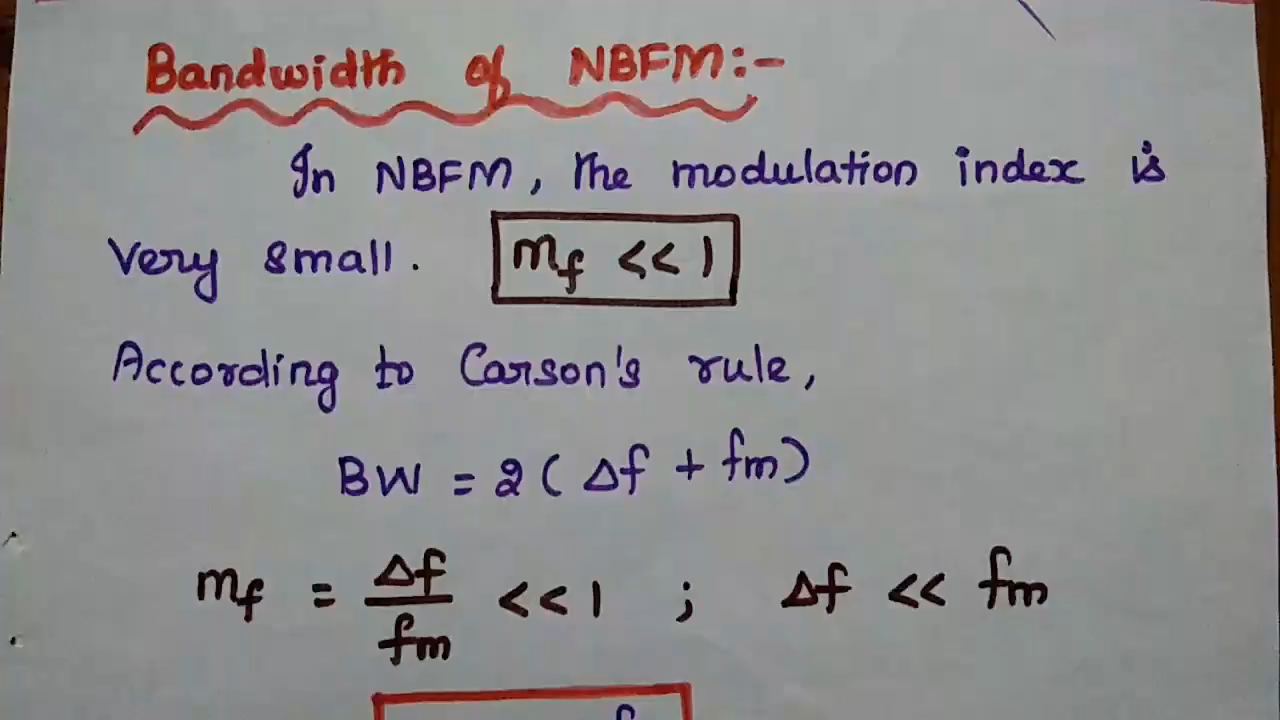 Bandwidth of NBFM:-
In NBFM, the modulation index is
very small. mf << 1
According to Carson's rule,
BW = 2 ( Δf + fm)
mf = Δf/fm << 1 ; Δf << fm